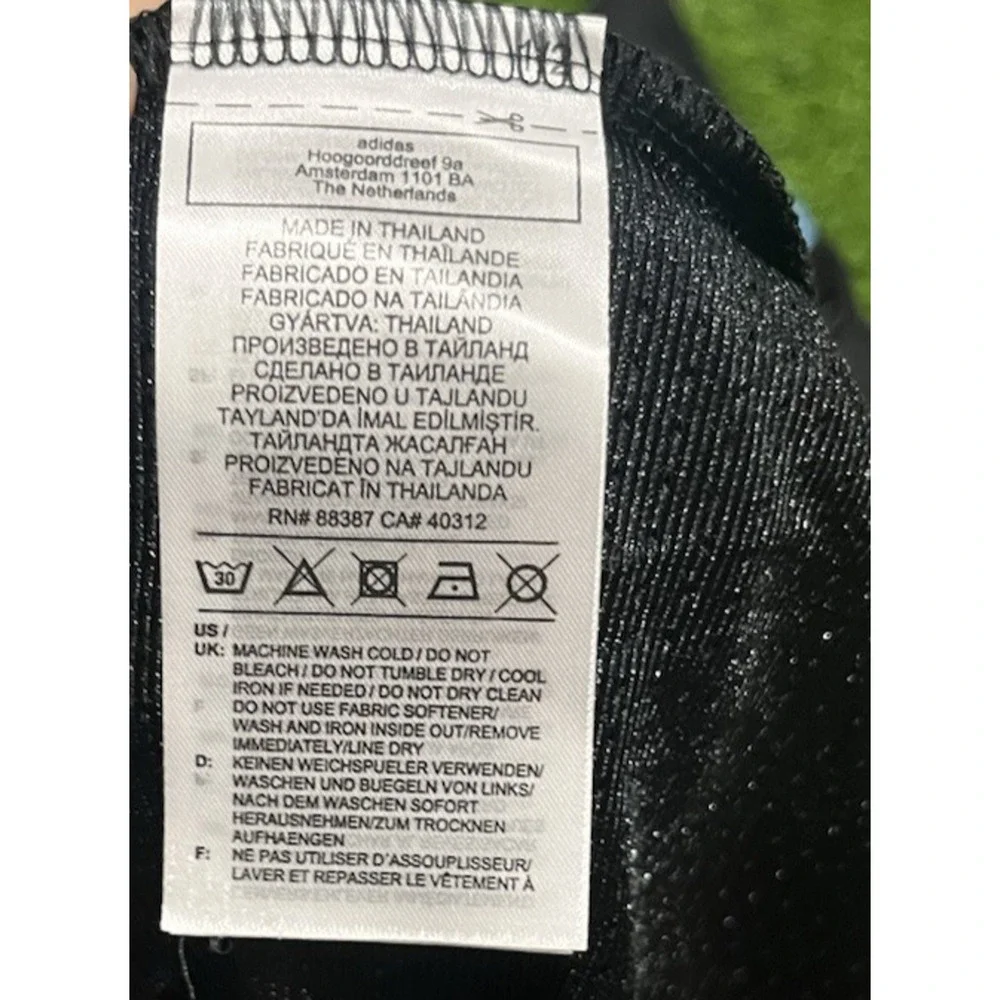 1/2
adidas
Hoogoorddreef 9a
Amsterdam 1101 BA
The Netherlands
MADE IN THAILAND
FABRIQUÉ EN THAÏLANDE
FABRICADO EN TAILANDIA
FABRICADO NA TAILÂNDIA
GYÁRTVA: THAILAND
ПРОИЗВЕДЕНО В ТАЙЛАНД
СДЕЛАНО В ТАИЛАНДЕ
PROIZVEDENO U TAJLANDU
TAYLAND'DA İMAL EDİLMİŞTİR.
ТАЙЛАНДТА ЖАСАЛҒАН
PROIZVEDENO NA TAJLANDU
FABRICAT ÎN THAILANDA
RN# 88387 CA# 40312
30
US /
UK: MACHINE WASH COLD / DO NOT
BLEACH / DO NOT TUMBLE DRY / COOL
IRON IF NEEDED / DO NOT DRY CLEAN
DO NOT USE FABRIC SOFTENER/
WASH AND IRON INSIDE OUT/REMOVE
IMMEDIATELY/LINE DRY
D: KEINEN WEICHSPUELER VERWENDEN/
WASCHEN UND BUEGELN VON LINKS/
NACH DEM WASCHEN SOFORT
HERAUSNEHMEN/ZUM TROCKNEN
AUFHAENGEN
F: NE PAS UTILISER D'ASSOUPLISSEUR/
LAVER ET REPASSER LE VÊTEMENT À